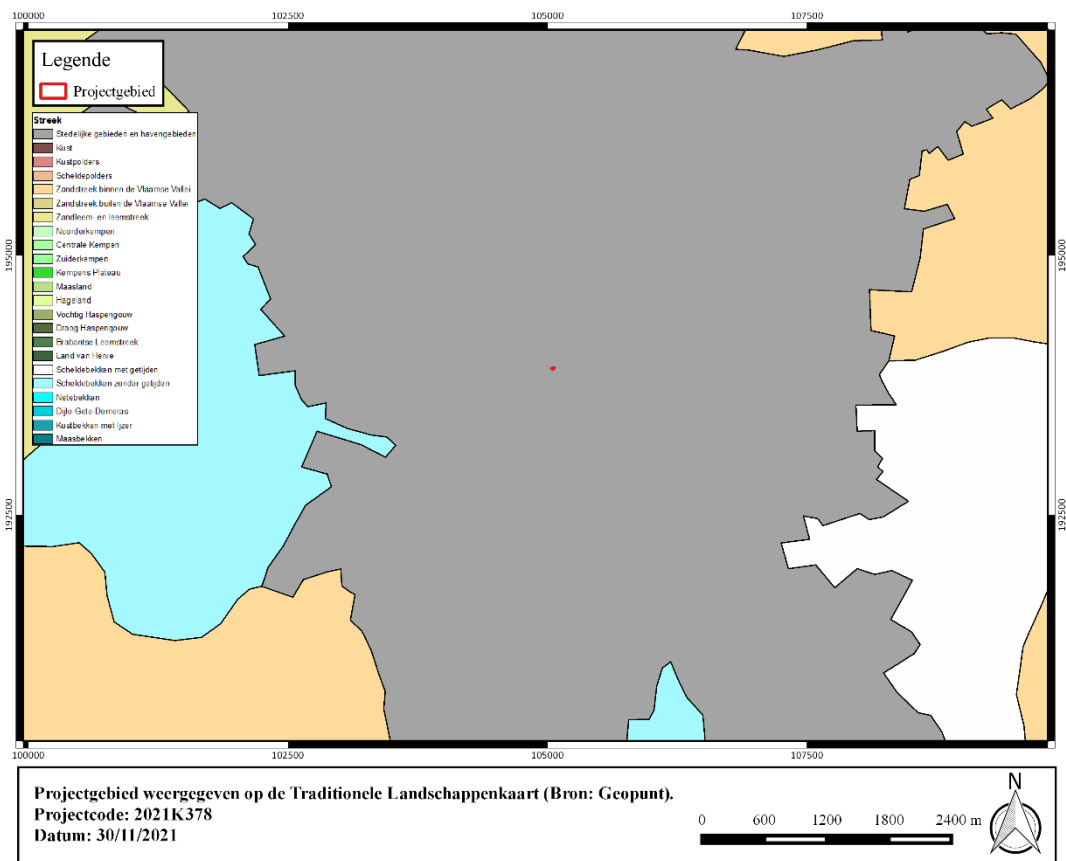 100000
102500
105000
107500
Legende
Projectgebied
Streek
Stedelijke gebieden en havengebieden
Kust
Kustpolders
Scheldepolders
Zandstreek binnen de Vlaamse Vallei
Zandstreek buiten de Vlaamse Vallei
Zandleem- en leemstreek
Noorderkempen
Centrale Kempen
Zuiderkempen
Kempens Plateau
Maasland
Hageland
Vochtig Haspengouw
Droog Haspengouw
Brabantse Leemstreek
Land van Herve
Scheldebekken met getijden
Scheldebekken zonder getijden
Netebekken
Dijle-Gete-Demeras
Kustbekken met Ijzer
Maasbekken
195000
195000
192500
192500
100000
102500
105000
107500
Projectgebied weergegeven op de Traditionele Landschappenkaart (Bron: Geopunt).
Projectcode: 2021K378
Datum: 30/11/2021
0 600 1200 1800 2400 m
N